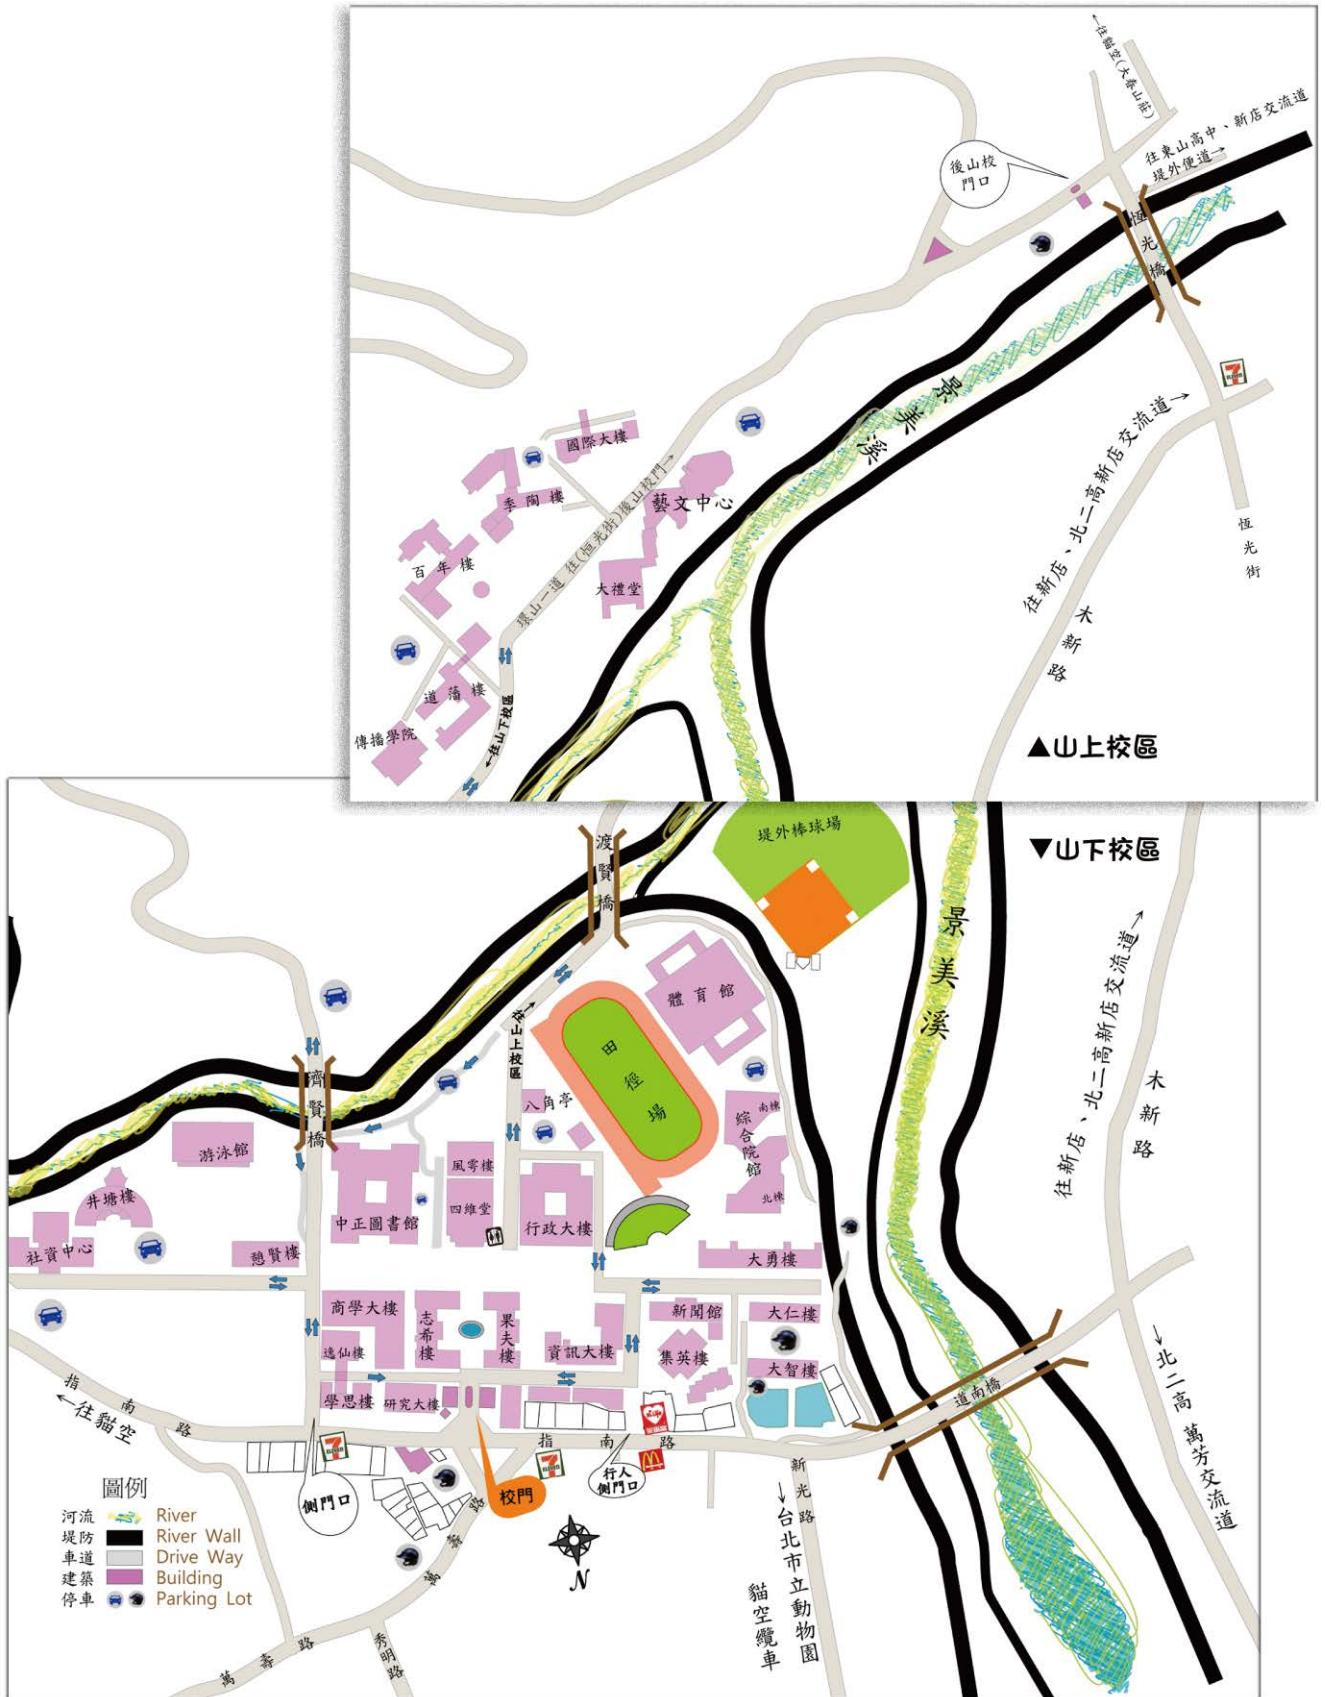 ←往貓空(大春山莊)
往東山高中、新店交流道
堤外便道→
後山校
門口
恆光橋
景美溪
往新店、北二高新店交流道→
恆光街
木新路
國際大樓
季陶樓
藝文中心
百年樓
大禮堂
環山一道 往(恒光街)後山校門→
道藩樓
傳播學院
←往山下校區
▲山上校區
▼山下校區
堤外棒球場
渡賢橋
景美溪
體育館
田徑場
往新店、北二高新店交流道→
木新路
←往山上校區
濟賢橋
八角亭
綜合院館
南棟
北棟
游泳館
井塘樓
社資中心
憩賢樓
中正圖書館
風雩樓
四維堂
行政大樓
大勇樓
商學大樓
志希樓
果夫樓
資訊大樓
新聞館
集英樓
大仁樓
大智樓
逸仙樓
學思樓
研究大樓
道南橋
指南路
←往貓空
指南路
側門口
校門
行人
側門口
7
ELEVEN
Hi-Life
新光路
→台北市立動物園
貓空纜車
→北二高 萬芳交流道
萬壽路
萬壽路
秀明路
N
圖例
河流 River
堤防 River Wall
車道 Drive Way
建築 Building
停車 Parking Lot